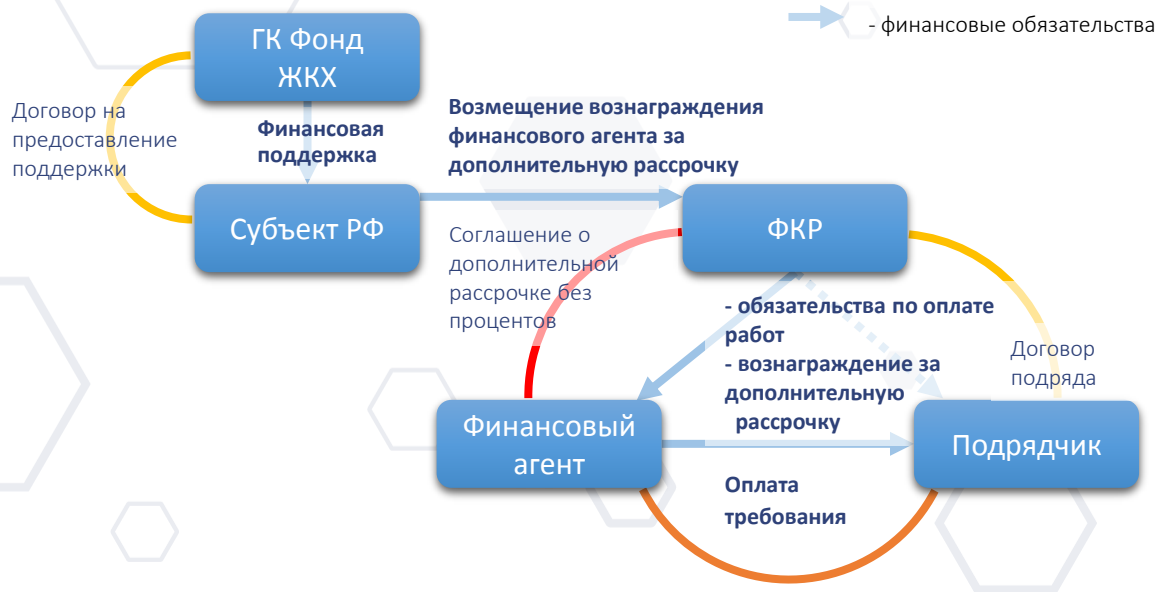 - финансовые обязательства
ГК Фонд
ЖКХ
Договор на
предоставление
поддержки
Финансовая
поддержка
Возмещение вознаграждения
финансового агента за
дополнительную рассрочку
Субъект РФ
ФКР
Соглашение о
дополнительной
рассрочке без
процентов
- обязательства по оплате
работ
- вознаграждение за
дополнительную
рассрочку
Договор
подряда
Финансовый
агент
Подрядчик
Оплата
требования